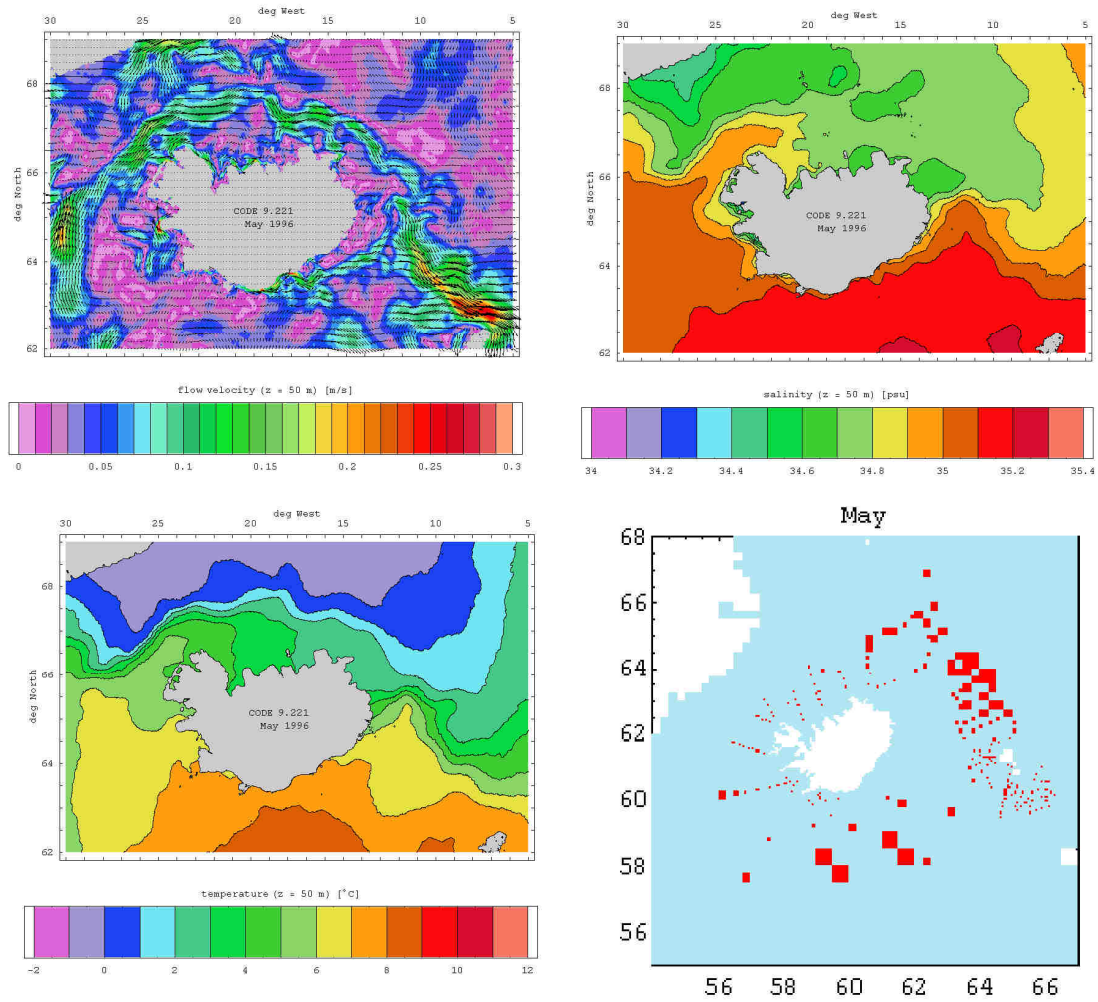 deg West
30 25 20 15 10 5
deg North
68
66
64
62
CODE 9.221
May 1996
flow velocity (z = 50 m) [m/s]
0 0.05 0.1 0.15 0.2 0.25 0.3
deg West
30 25 20 15 10 5
deg North
68
66
64
62
CODE 9.221
May 1996
salinity (z = 50 m) [psu]
34 34.2 34.4 34.6 34.8 35 35.2 35.4
deg West
30 25 20 15 10 5
deg North
68
66
64
62
CODE 9.221
May 1996
temperature (z = 50 m) [°C]
-2 0 2 4 6 8 10 12
May
68
66
64
62
60
58
56
56 58 60 62 64 66